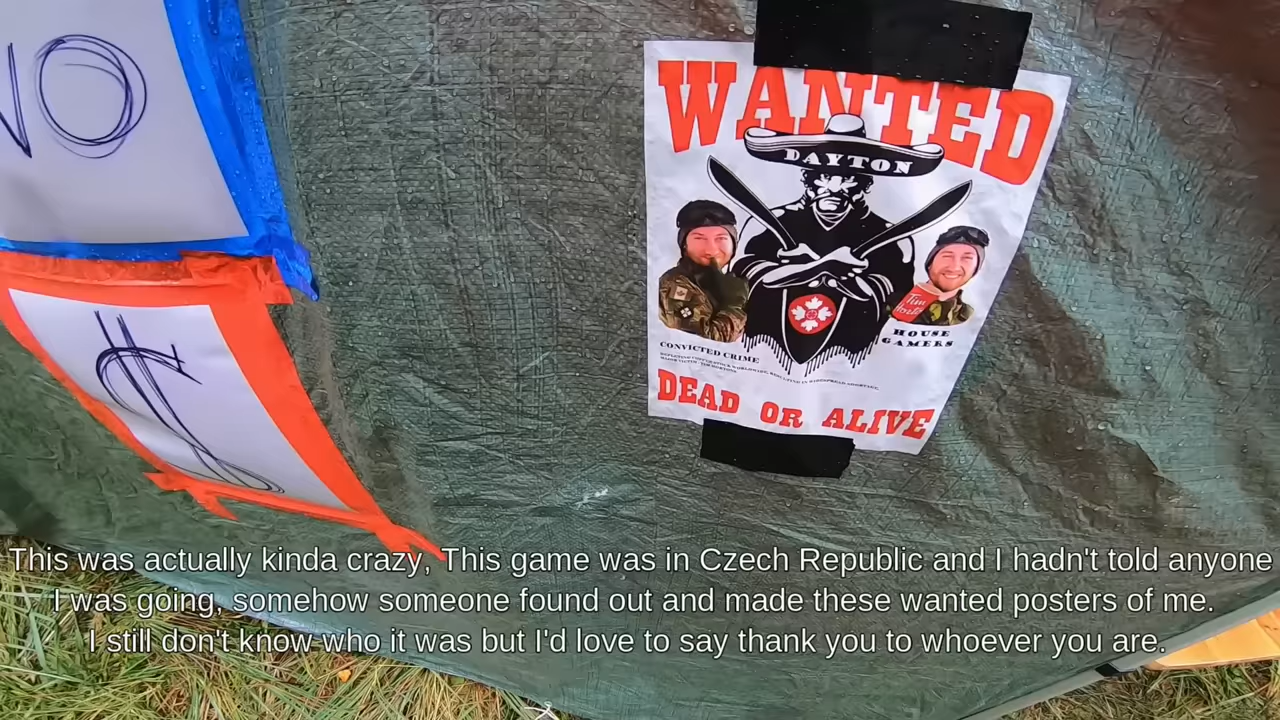 NO
WANTED
DAYTON
Tim
Hortons
HOUSE
GAMERS
CONVICTED CRIME
DEAD OR ALIVE
This was actually kinda crazy, This game was in Czech Republic and I hadn't told anyone
I was going, somehow someone found out and made these wanted posters of me.
I still don't know who it was but I'd love to say thank you to whoever you are.